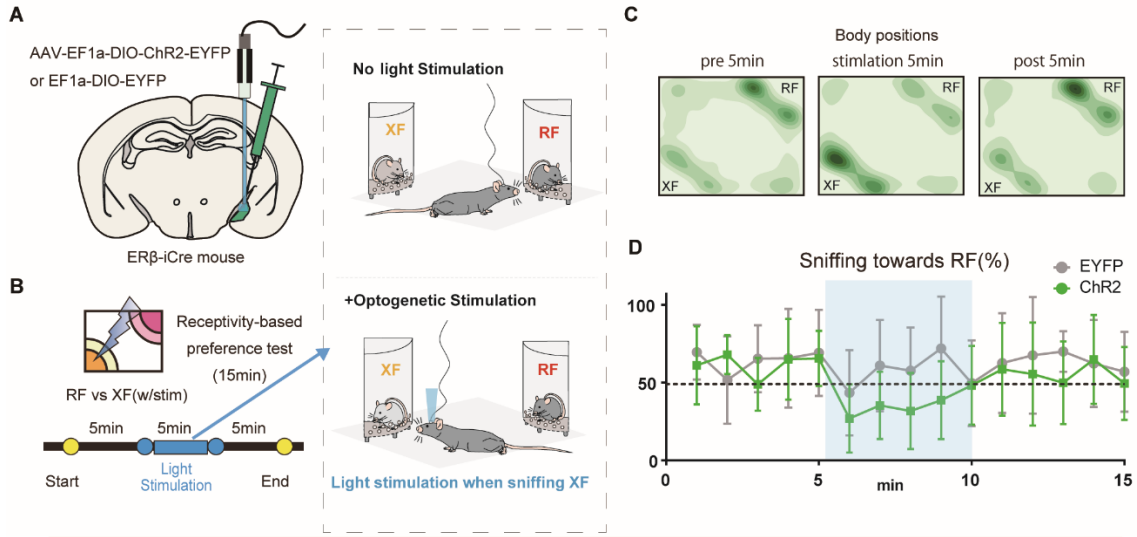 A
AAV-EF1a-DIO-ChR2-EYFP
or EF1a-DIO-EYFP
ERβ-iCre mouse
B
RF vs XF(w/stim)
Receptivity-based
preference test
(15min)
5min 5min 5min
Start
Light
Stimulation
End
No light Stimulation
XF
RF
+Optogenetic Stimulation
XF
RF
Light stimulation when sniffing XF
C
Body positions
pre 5min stimlation 5min post 5min
RF RF RF
XF XF XF
D
Sniffing towards RF(%)
EYFP
ChR2
100
50
0
0 5 10 15
min